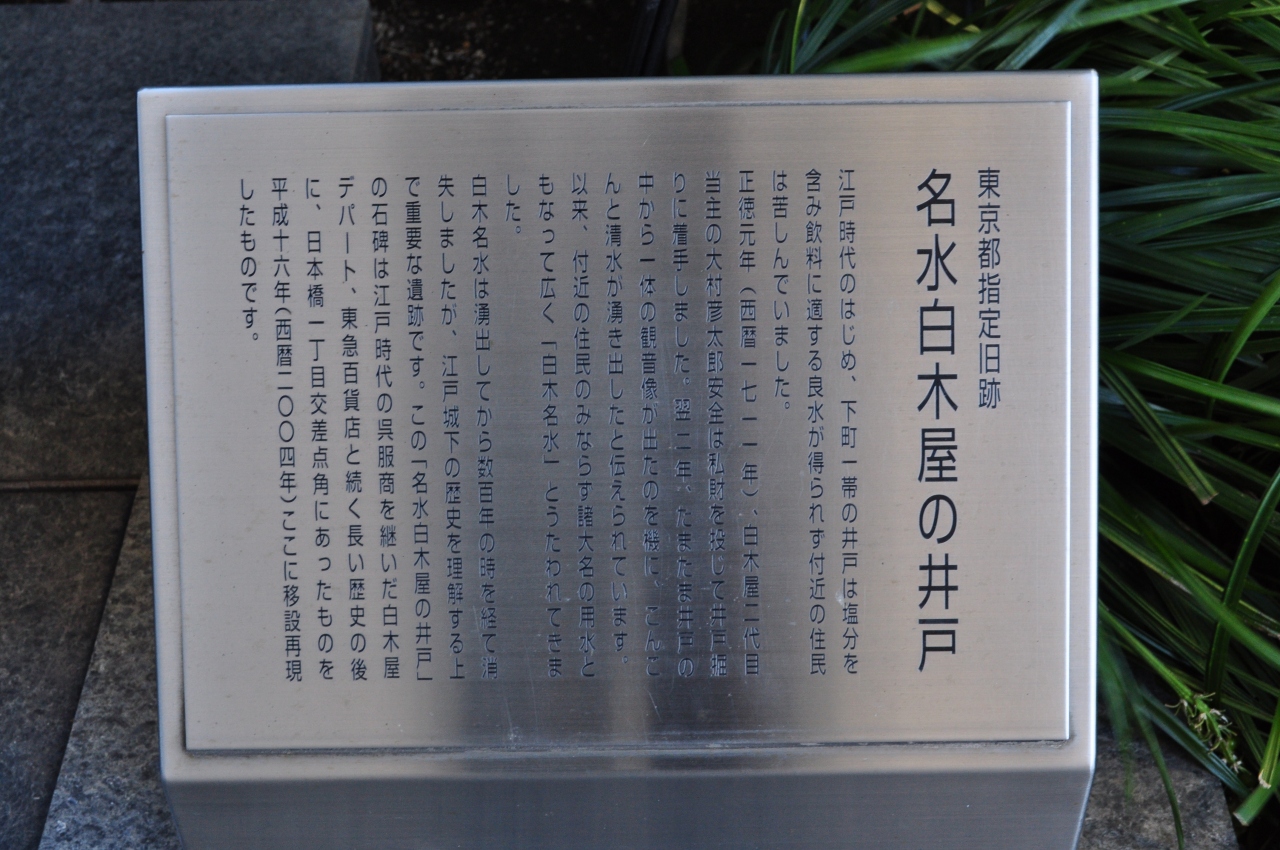 東京都指定旧跡
名水白木屋の井戸
江戸時代のはじめ、下町一帯の井戸は塩分を
含み飲料に適する良水が得られず付近の住民
は苦しんでいました。
正徳元年（西暦一七一一年）、白木屋二代目
当主の大村彦太郎安全は私財を投じて井戸掘
りに着手しました。翌二年、たまたま井戸の
中から一体の観音像が出たのを機に、こんこ
んと清水が湧き出したと伝えられています。
以来、付近の住民のみならず諸大名の用水と
もなって広く「白木名水」とうたわれてきま
した。
白木名水は湧出してから数百年の時を経て消
失しましたが、江戸城下の歴史を理解する上
で重要な遺跡です。この「名水白木屋の井戸」
の石碑は江戸時代の呉服商を継いだ白木屋
デパート、東急百貨店と続く長い歴史の後
に、日本橋一丁目交差点角にあったものを
平成十六年（西暦二〇〇四年）ここに移設再現
したものです。